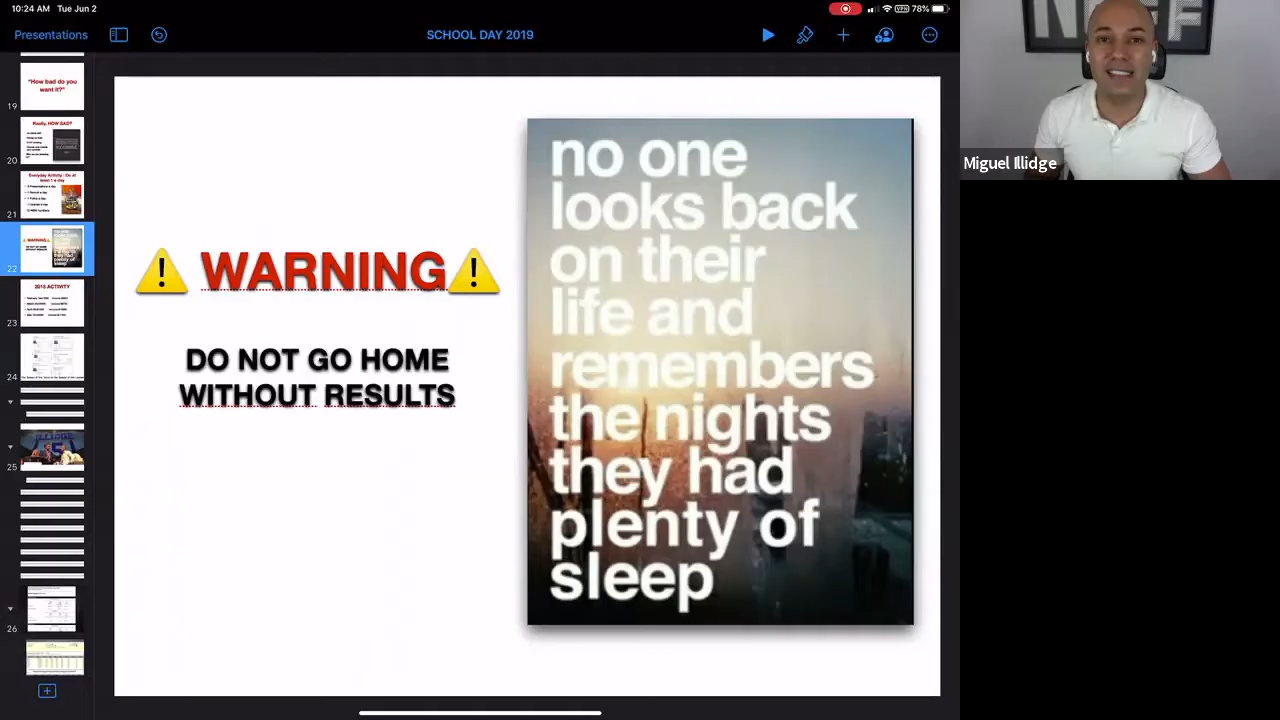 10:24 AM Tue Jun 2
VPN 78%
Presentations
SCHOOL DAY 2019
"How bad do you
want it?"
19
Really, HOW BAD?
20
Everyday Activity : Do at
least 1 a day
21
WARNING
22
2018 ACTIVITY
23
24
25
26
WARNING
DO NOT GO HOME
WITHOUT RESULTS
no one
looks back
on their
life and
remembers
the nights
they had
plenty of
sleep
Miguel Illidge